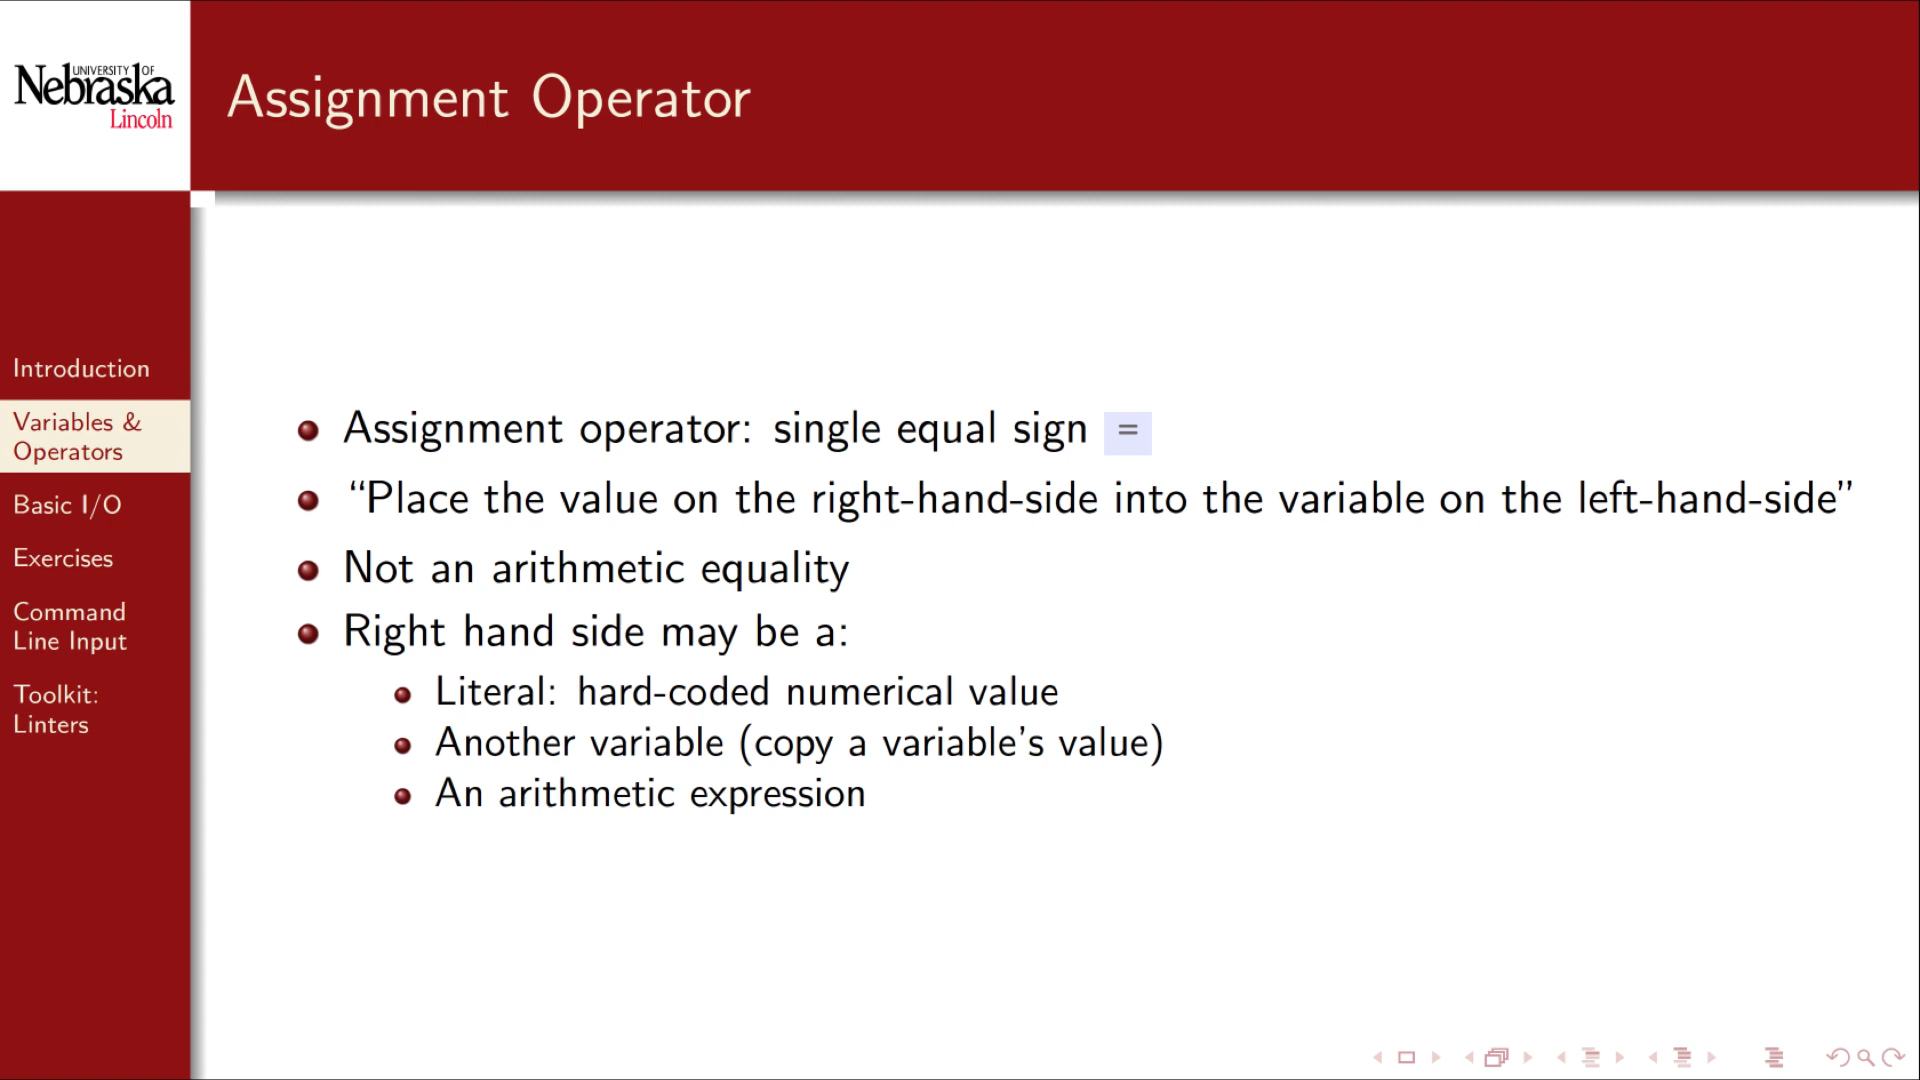 UNIVERSITY OF
Nebraska
Lincoln
Assignment Operator
Introduction
Variables &
Operators
Basic I/O
Exercises
Command
Line Input
Toolkit:
Linters
Assignment operator: single equal sign =
“Place the value on the right-hand-side into the variable on the left-hand-side”
Not an arithmetic equality
Right hand side may be a:
Literal: hard-coded numerical value
Another variable (copy a variable's value)
An arithmetic expression